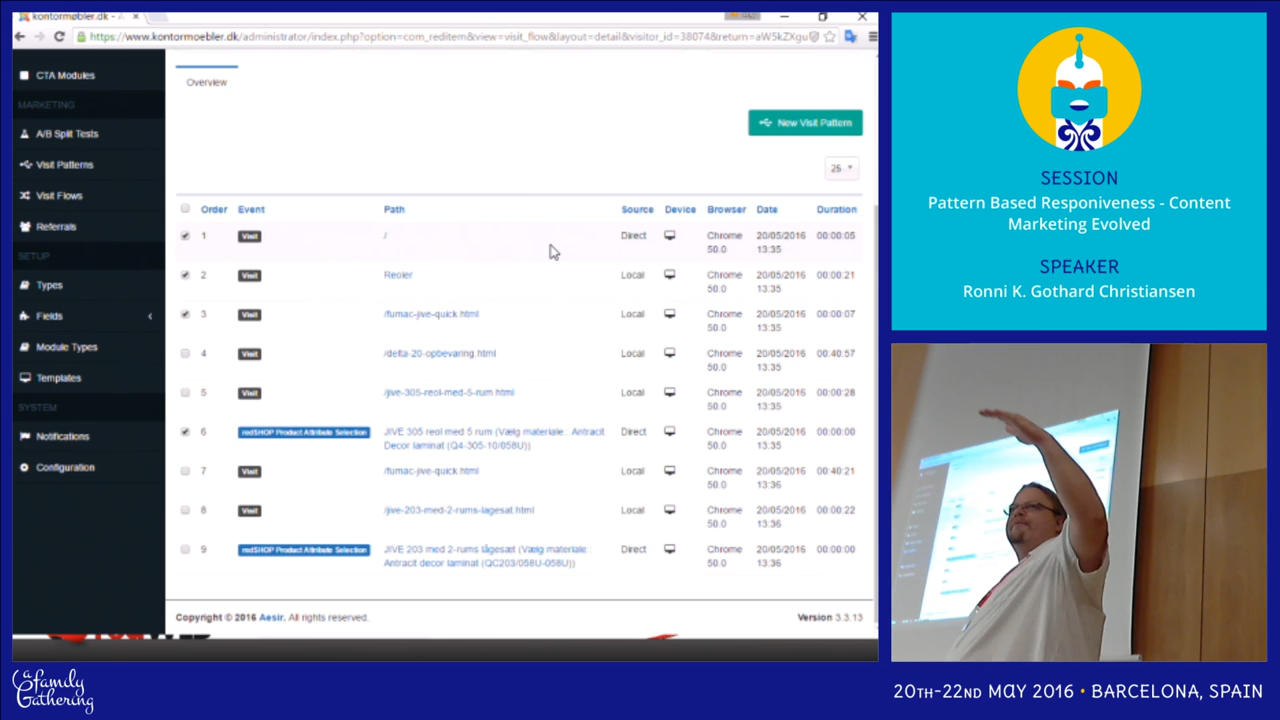 kontormøbler.dk - A
https://www.kontormoebler.dk/administrator/index.php?option=com_reditem&view=visit_flow&layout=detail&visitor_id=38074&return=aW5kZXgu
CTA Modules
MARKETING
A/B Split Tests
Visit Patterns
Visit Flows
Referrals
SETUP
Types
Fields
Module Types
Templates
SYSTEM
Notifications
Configuration
Overview
New Visit Pattern
25
Order Event Path Source Device Browser Date Duration
1 Visit / Direct Chrome 50.0 20/05/2016 13:35 00:00:05
2 Visit Reoler Local Chrome 50.0 20/05/2016 13:35 00:00:21
3 Visit /fumac-jive-quick.html Local Chrome 50.0 20/05/2016 13:35 00:00:07
4 Visit /delta-20-opbevaring.html Local Chrome 50.0 20/05/2016 13:35 00:40:57
5 Visit /jive-305-reol-med-5-rum.html Local Chrome 50.0 20/05/2016 13:35 00:00:28
6 redSHOP Product Attribute Selection JIVE 305 reol med 5 rum (Vælg materiale : Antracit Direct Chrome 50.0 20/05/2016 13:35 00:00:00
Decor laminat (Q4-305-10/058U))
7 Visit /fumac-jive-quick.html Local Chrome 50.0 20/05/2016 13:36 00:40:21
8 Visit /jive-203-med-2-rums-lagesat.html Local Chrome 50.0 20/05/2016 13:36 00:00:22
9 redSHOP Product Attribute Selection JIVE 203 med 2-rums lågesæt (Vælg materiale : Direct Chrome 50.0 20/05/2016 13:36 00:00:00
Antracit decor laminat (QC203/058U-058U))
Copyright © 2016 Aesir. All rights reserved.
Version 3.3.13
SESSION
Pattern Based Responiveness - Content
Marketing Evolved
SPEAKER
Ronni K. Gothard Christiansen
a family
Gathering
20TH-22ND MAY 2016 • BARCELONA, SPAIN